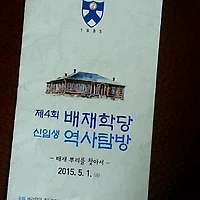 1885
제4회 배재학당
신입생 역사탐방
- 배재 뿌리를 찾아서 -
2015. 5. 1.